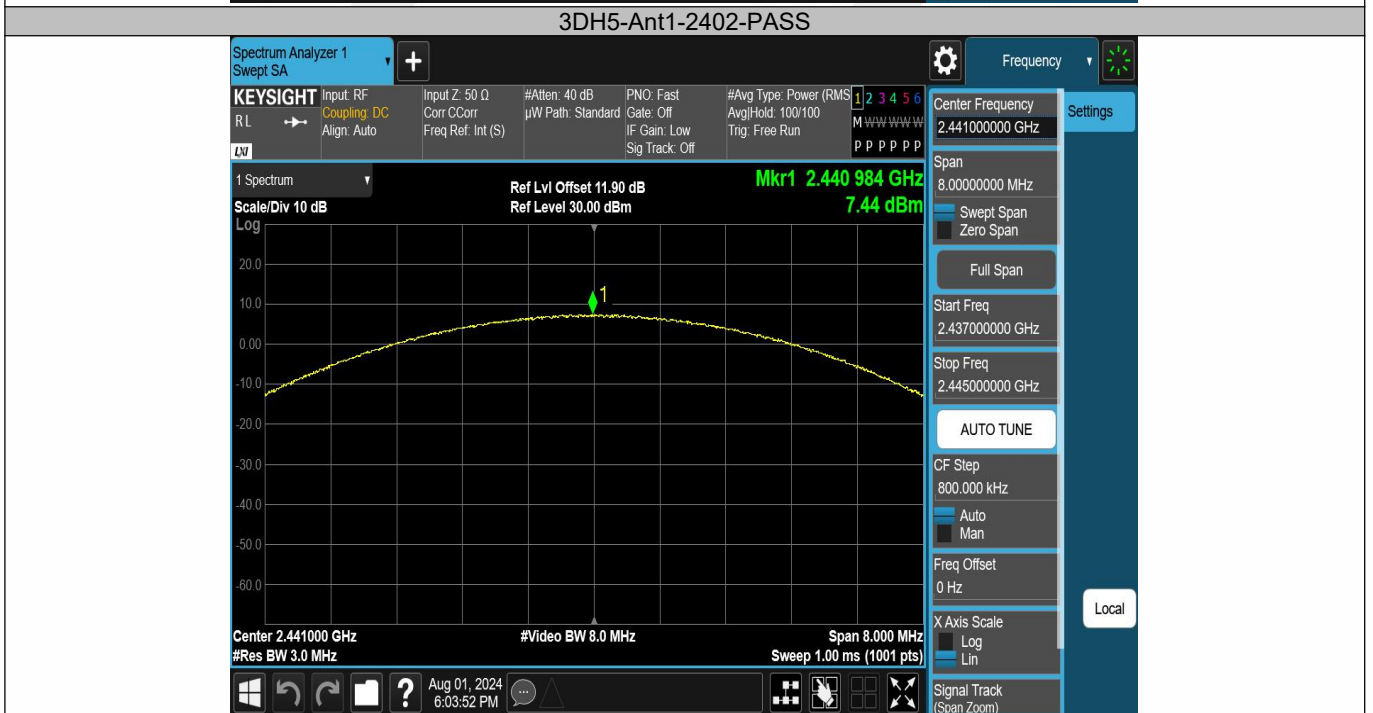 3DH5-Ant1-2402-PASS
Spectrum Analyzer 1
Swept SA
Frequency
KEYSIGHT
RL
LXI
Input: RF
Coupling: DC
Align: Auto
Input Z: 50 Ω
Corr CCorr
Freq Ref: Int (S)
#Atten: 40 dB
µW Path: Standard
PNO: Fast
Gate: Off
IF Gain: Low
Sig Track: Off
#Avg Type: Power (RMS
Avg|Hold: 100/100
Trig: Free Run
1 2 3 4 5 6
M W W W W W
P P P P P P
1 Spectrum
Scale/Div 10 dB
Log
Ref Lvl Offset 11.90 dB
Ref Level 30.00 dBm
Mkr1 2.440 984 GHz
7.44 dBm
20.0
10.0
0.00
-10.0
-20.0
-30.0
-40.0
-50.0
-60.0
1
Center 2.441000 GHz
#Res BW 3.0 MHz
#Video BW 8.0 MHz
Span 8.000 MHz
Sweep 1.00 ms (1001 pts)
Center Frequency
2.441000000 GHz
Span
8.00000000 MHz
Swept Span
Zero Span
Full Span
Start Freq
2.437000000 GHz
Stop Freq
2.445000000 GHz
AUTO TUNE
CF Step
800.000 kHz
Auto
Man
Freq Offset
0 Hz
X Axis Scale
Log
Lin
Signal Track
(Span Zoom)
Settings
Local
?
Aug 01, 2024
6:03:52 PM